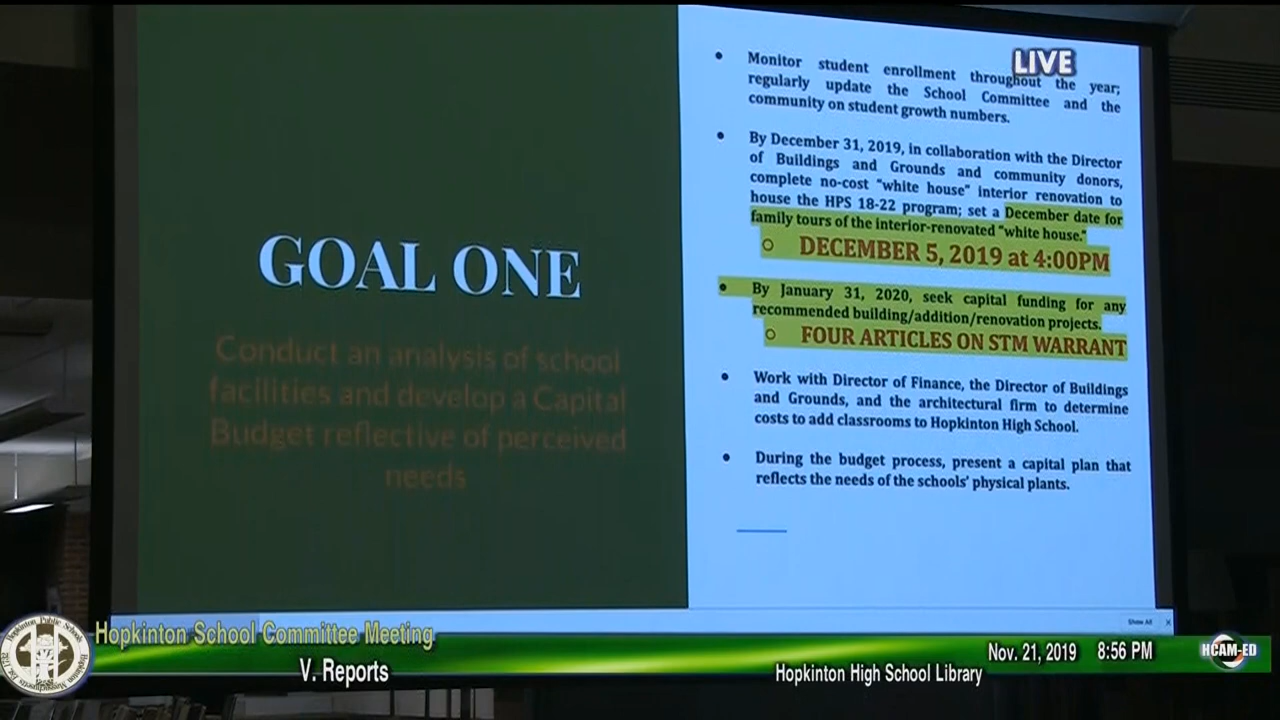 LIVE
GOAL ONE
Conduct an analysis of school
facilities and develop a Capital
Budget reflective of perceived
needs
• Monitor student enrollment throughout the year;
regularly update the School Committee and the
community on student growth numbers.
• By December 31, 2019, in collaboration with the Director
of Buildings and Grounds and community donors,
complete no-cost "white house" interior renovation to
house the HPS 18-22 program; set a December date for
family tours of the interior-renovated "white house."
○ DECEMBER 5, 2019 at 4:00PM
• By January 31, 2020, seek capital funding for any
recommended building/addition/renovation projects.
○ FOUR ARTICLES ON STM WARRANT
• Work with Director of Finance, the Director of Buildings
and Grounds, and the architectural firm to determine
costs to add classrooms to Hopkinton High School.
• During the budget process, present a capital plan that
reflects the needs of the schools' physical plants.
Show All
Hopkinton School Committee Meeting
V. Reports
Hopkinton High School Library
Nov. 21, 2019 8:56 PM
HCAM-ED